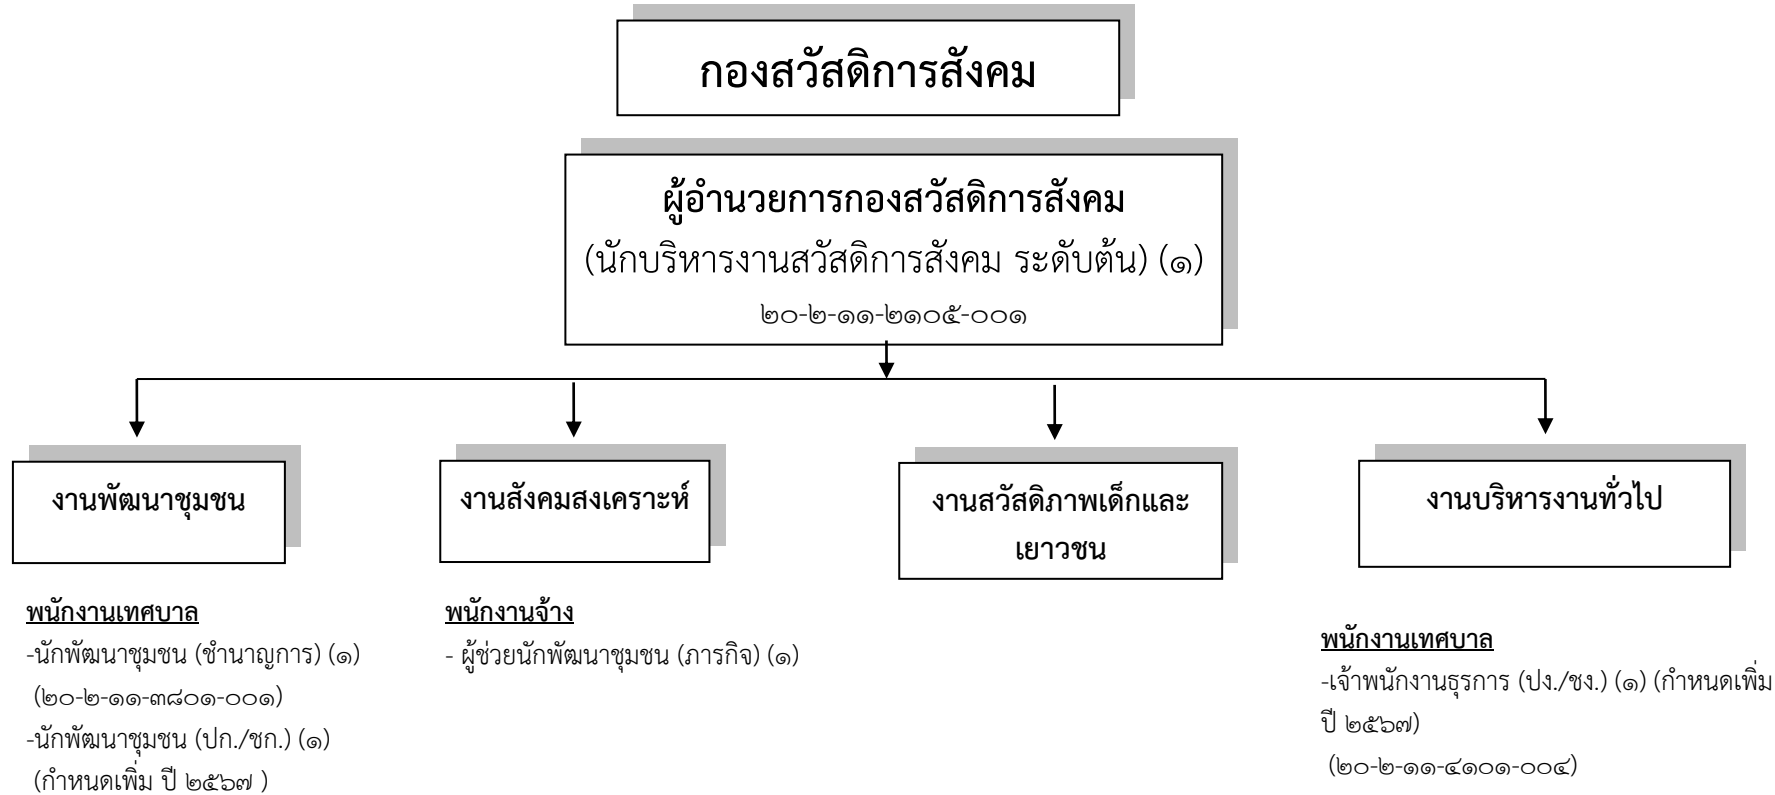 กองสวัสดิการสังคม
ผู้อำนวยการกองสวัสดิการสังคม
(นักบริหารงานสวัสดิการสังคม ระดับต้น) (๑)
๒๐-๒-๑๑-๒๑๐๕-๐๐๑
งานพัฒนาชุมชน
พนักงานเทศบาล
-นักพัฒนาชุมชน (ชำนาญการ) (๑)
(๒๐-๒-๑๑-๓๘๐๑-๐๐๑)
-นักพัฒนาชุมชน (ปก./ชก.) (๑)
(กำหนดเพิ่ม ปี ๒๕๖๗ )
งานสังคมสงเคราะห์
พนักงานจ้าง
- ผู้ช่วยนักพัฒนาชุมชน (ภารกิจ) (๑)
งานสวัสดิภาพเด็กและ
เยาวชน
งานบริหารงานทั่วไป
พนักงานเทศบาล
-เจ้าพนักงานธุรการ (ปง./ชง.) (๑) (กำหนดเพิ่ม
ปี ๒๕๖๗)
(๒๐-๒-๑๑-๔๑๐๑-๐๐๔)